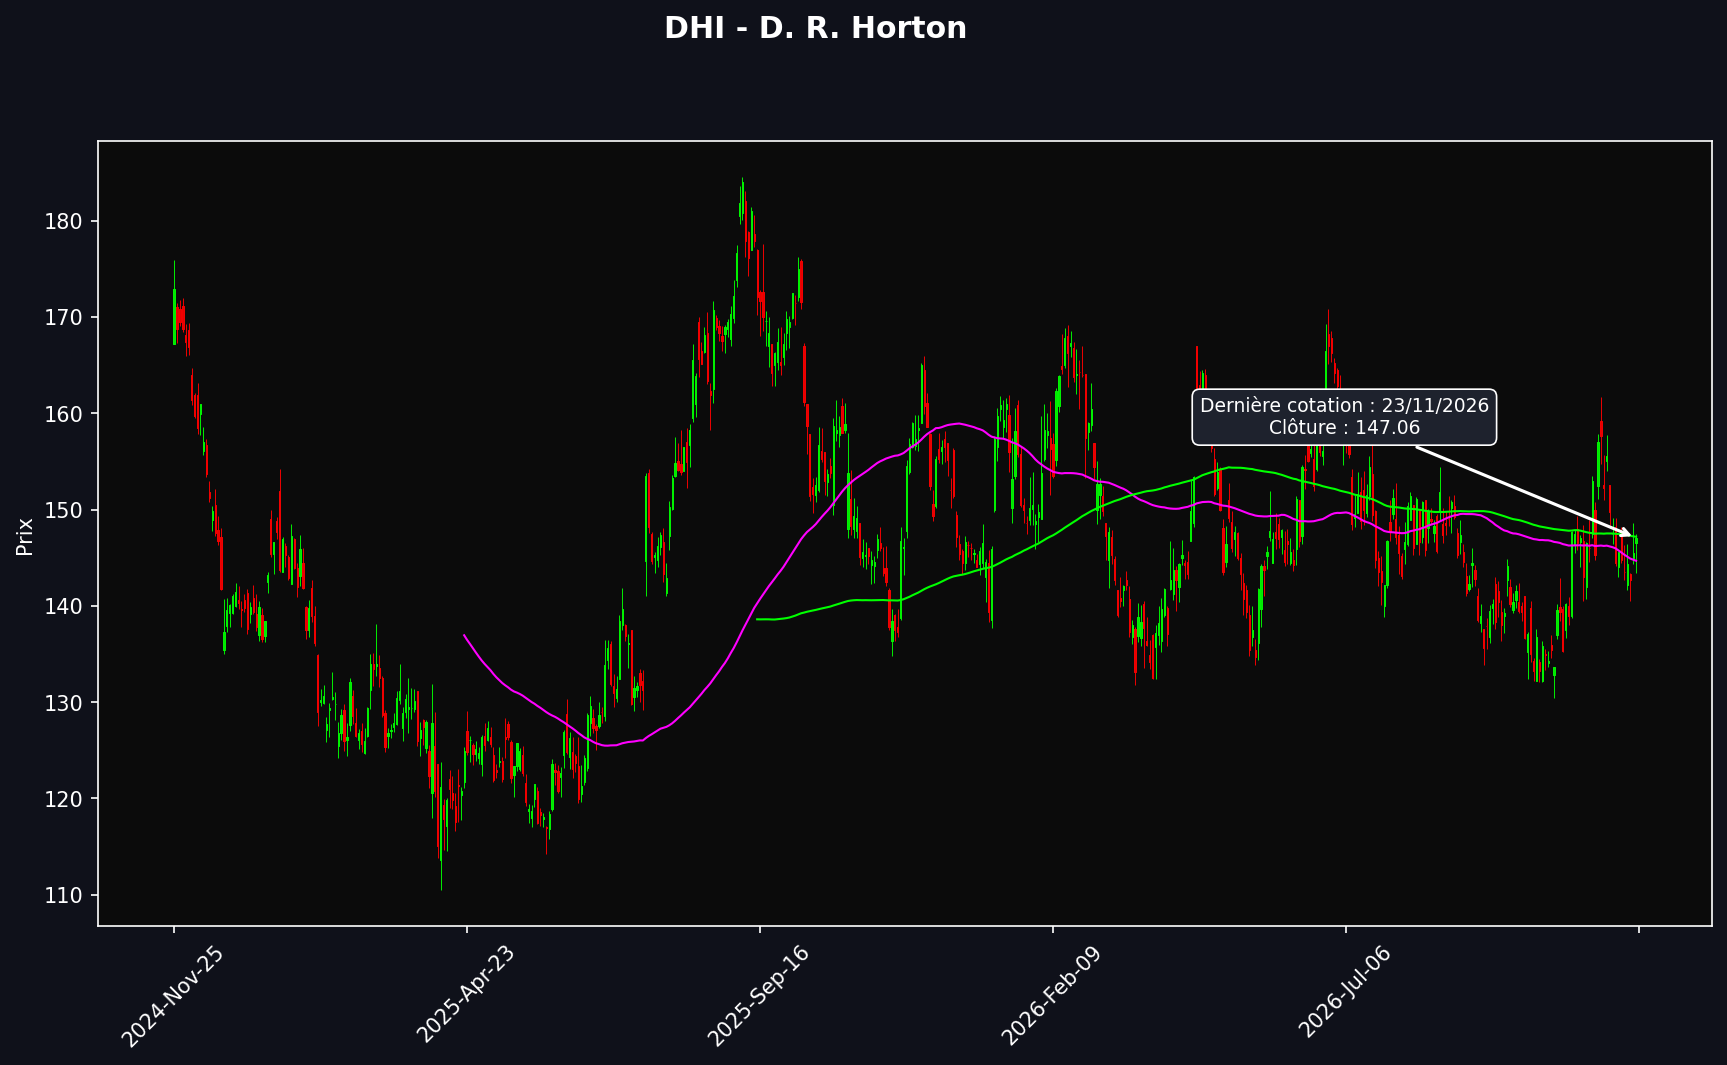 DHI - D. R. Horton
Prix
180
170
160
150
140
130
120
110
Dernière cotation : 23/11/2026
Clôture : 147.06
2024-Nov-25
2025-Apr-23
2025-Sep-16
2026-Feb-09
2026-Jul-06